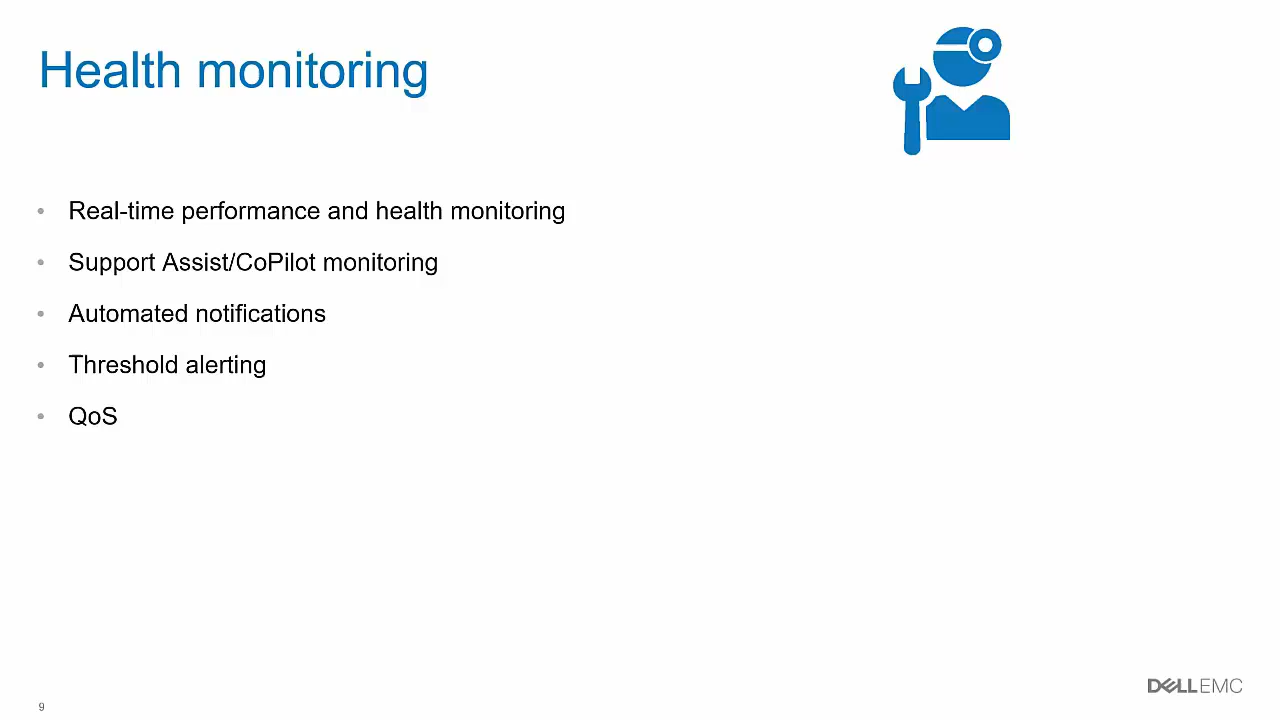 Health monitoring
• Real-time performance and health monitoring
• Support Assist/CoPilot monitoring
• Automated notifications
• Threshold alerting
• QoS
DELLEMC
9